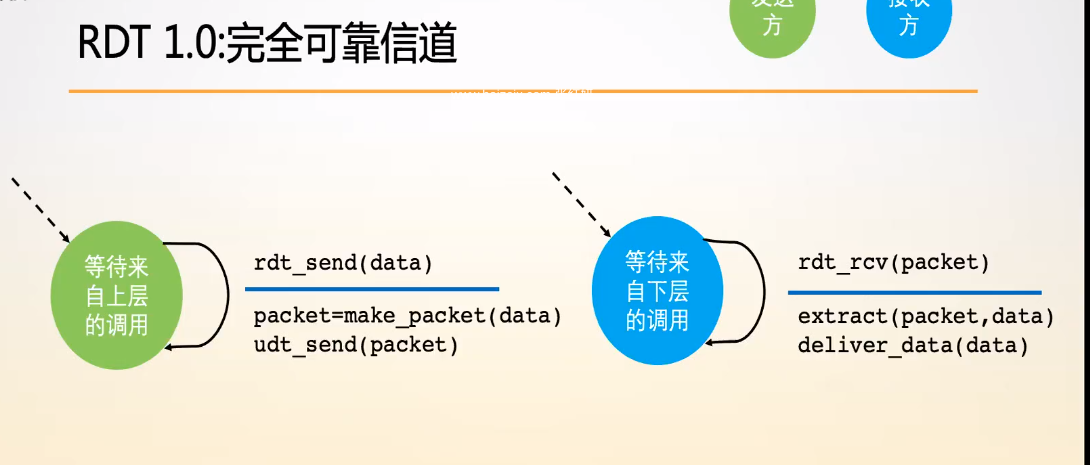 方
方
RDT 1.0:完全可靠信道
等待来
自上层
的调用
rdt_send(data)
packet=make_packet(data)
udt_send(packet)
等待来
自下层
的调用
rdt_rcv(packet)
extract(packet,data)
deliver_data(data)